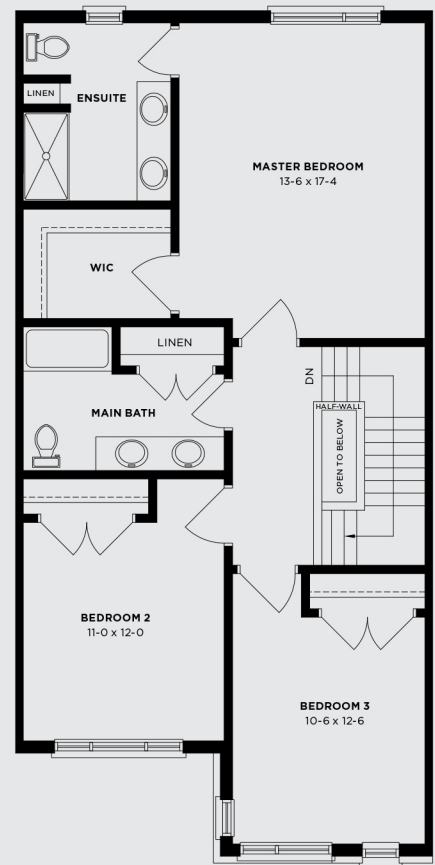 LINEN
ENSUITE
MASTER BEDROOM
13-6 x 17-4
WIC
LINEN
DN
MAIN BATH
HALF-WALL
OPEN TO BELOW
BEDROOM 2
11-0 x 12-0
BEDROOM 3
10-6 x 12-6